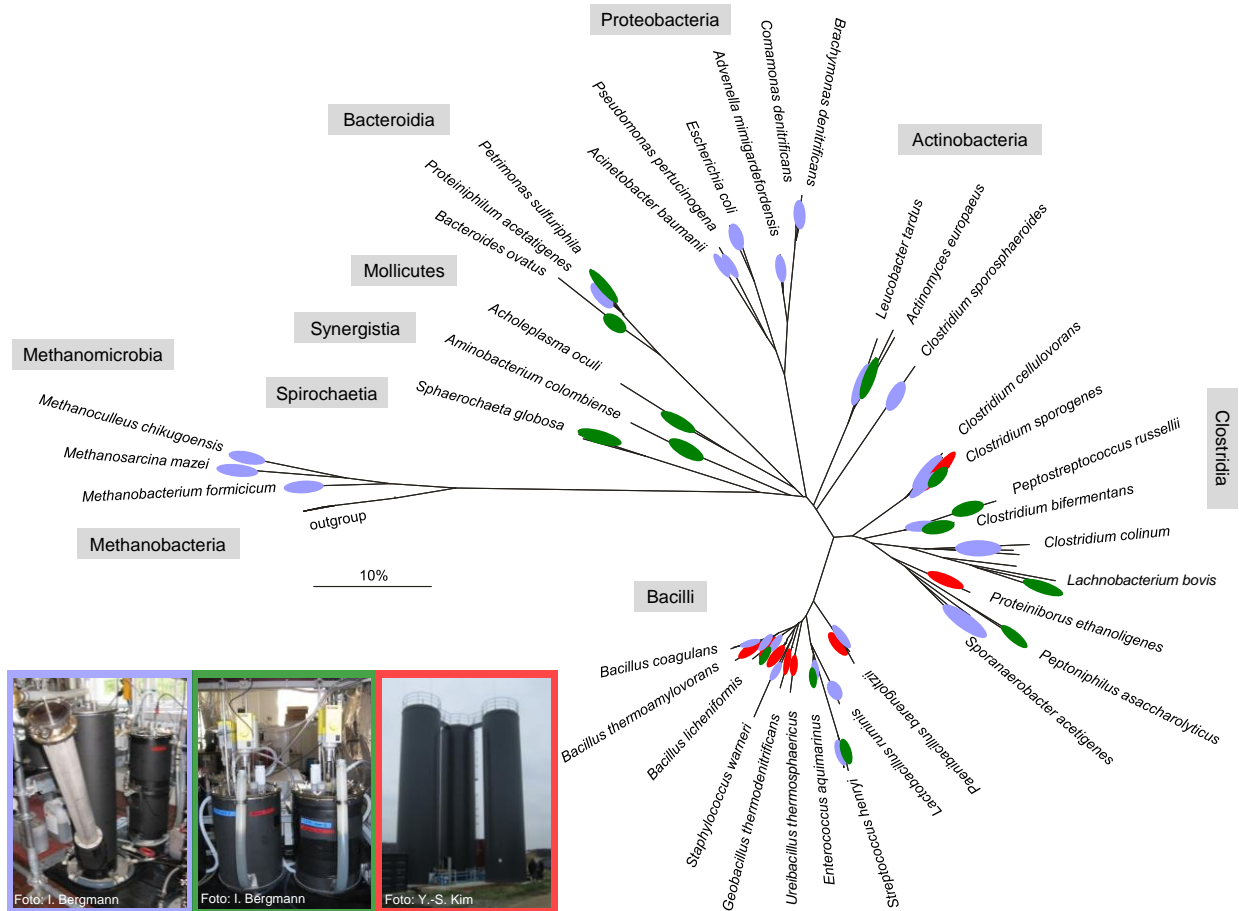 Proteobacteria
Brachymonas denitrificans
Comamonas denitrificans
Advenella mimigardefordensis
Escherichia coli
Pseudomonas pertucinogena
Acinetobacter baumanii
Bacteroidia
Petrimonas sulfuriphila
Proteiniphilum acetatigenes
Bacteroides ovatus
Actinobacteria
Leucobacter tardus
Actinomyces europaeus
Clostridium sporosphaeroides
Mollicutes
Acholeplasma oculi
Synergistia
Aminobacterium colombiense
Spirochaetia
Sphaerochaeta globosa
Methanomicrobia
Methanoculleus chikugoensis
Methanosarcina mazei
Methanobacterium formicicum
outgroup
Methanobacteria
10%
Clostridium cellulovorans
Clostridium sporogenes
Peptostreptococcus russellii
Clostridium bifermentans
Clostridium colinum
Lachnobacterium bovis
Proteiniborus ethanoligenes
Peptoniphilus asaccharolyticus
Sporanaerobacter acetigenes
Clostridia
Bacilli
Bacillus coagulans
Bacillus thermoamylovorans
Bacillus licheniformis
Staphylococcus warneri
Geobacillus thermodenitrificans
Ureibacillus thermosphaericus
Enterococcus aquimarinus
Streptococcus henryi
Lactobacillus ruminis
Paenibacillus barengoltzii
Foto: I. Bergmann
Foto: I. Bergmann
Foto: Y.-S. Kim